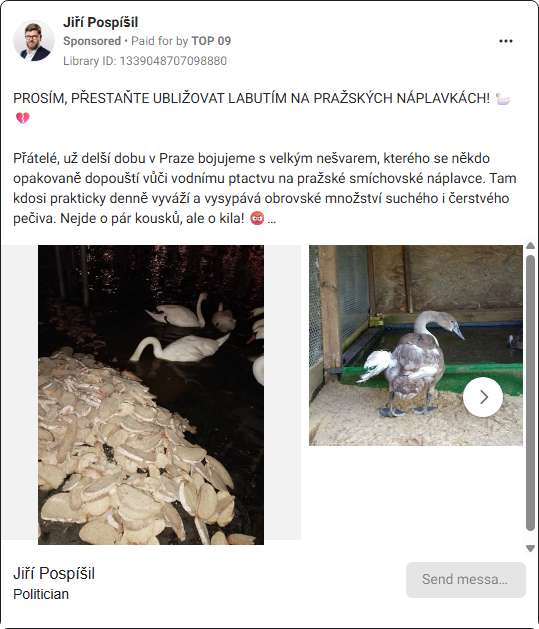 Jiří Pospíšil
Sponsored • Paid for by TOP 09
Library ID: 1339048707098880
PROSÍM, PŘESTAŇTE UBLIŽOVAT LABUTÍM NA PRAŽSKÝCH NÁPLAVKÁCH! 🦢
💔
Přátelé, už delší dobu v Praze bojujeme s velkým nešvarem, kterého se někdo
opakovaně dopouští vůči vodnímu ptactvu na pražské smíchovské náplavce. Tam
kdosi prakticky denně vyváží a vysypává obrovské množství suchého i čerstvého
pečiva. Nejde o pár kousků, ale o kila! 😡 ...
Jiří Pospíšil
Politician
Send messa...